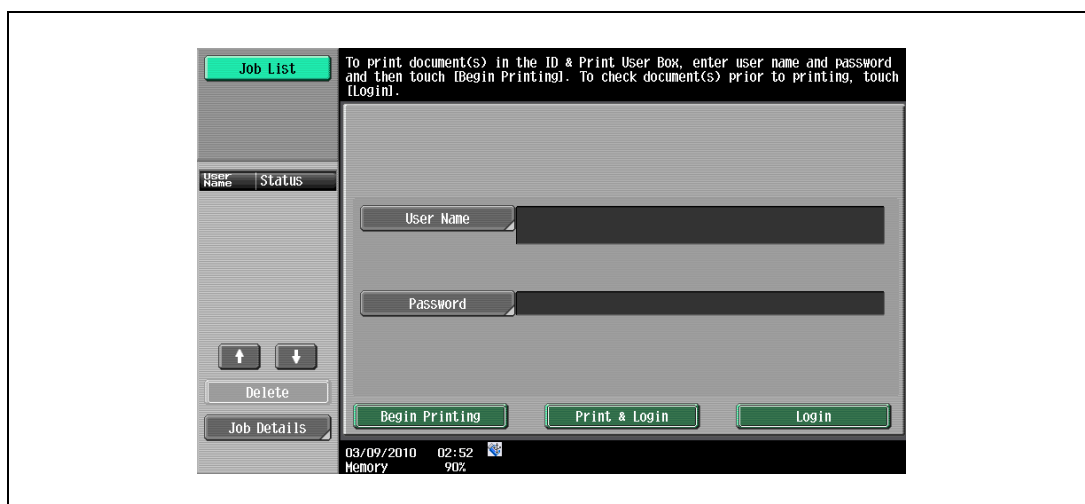 Job List
To print document(s) in the ID & Print User Box, enter user name and password
and then touch [Begin Printing]. To check document(s) prior to printing, touch
[Login].
User Name
Status
User Name
Password
Delete
Job Details
Begin Printing
Print & Login
Login
03/09/2010 02:52
Memory 90%